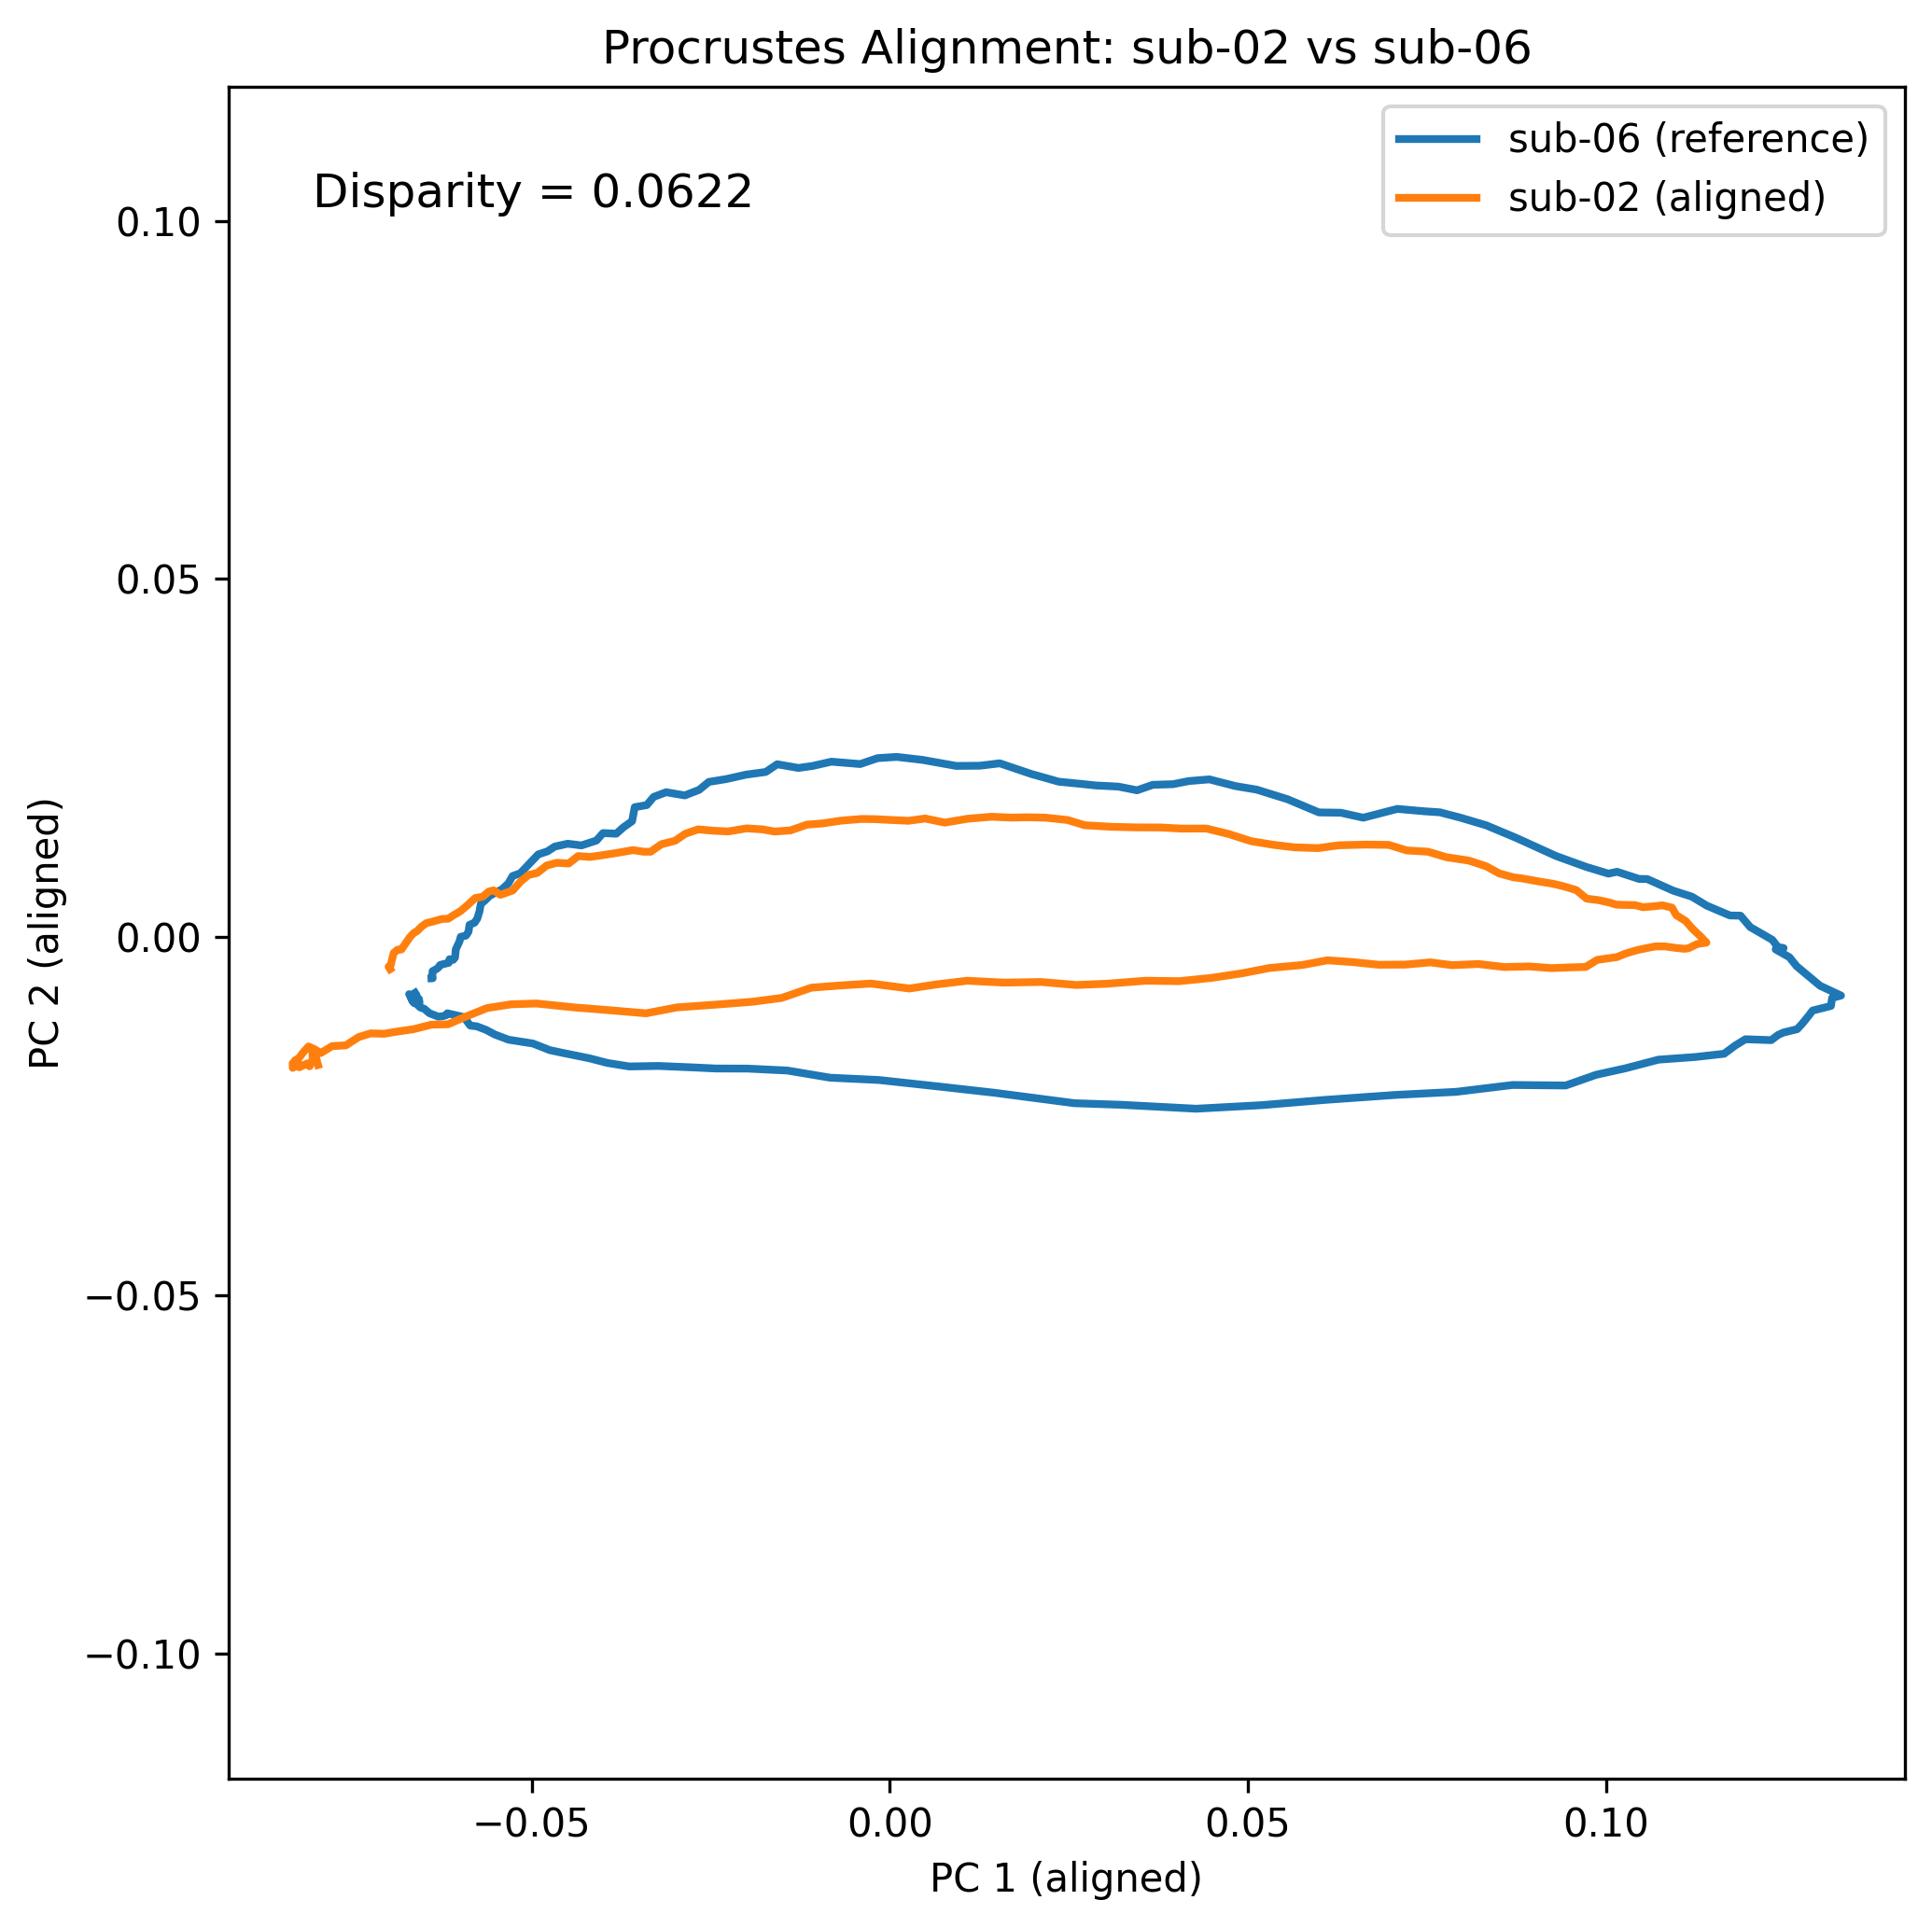 Procrustes Alignment: sub-02 vs sub-06
sub-06 (reference)
sub-02 (aligned)
Disparity = 0.0622
0.10
0.05
0.00
−0.05
−0.10
PC 2 (aligned)
−0.05
0.00
0.05
0.10
PC 1 (aligned)